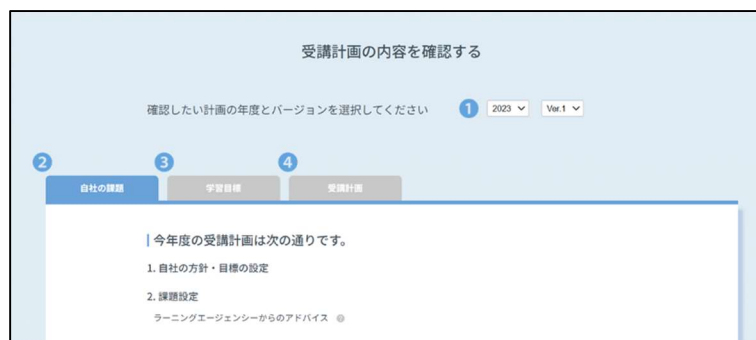 受講計画の内容を確認する
確認したい計画の年度とバージョンを選択してください 1 2023 Ver.1
2 3 4
自社の課題 学習目標 受講計画
今年度の受講計画は次の通りです。
1. 自社の方針・目標の設定
2. 課題設定
ラーニングエージェンシーからのアドバイス